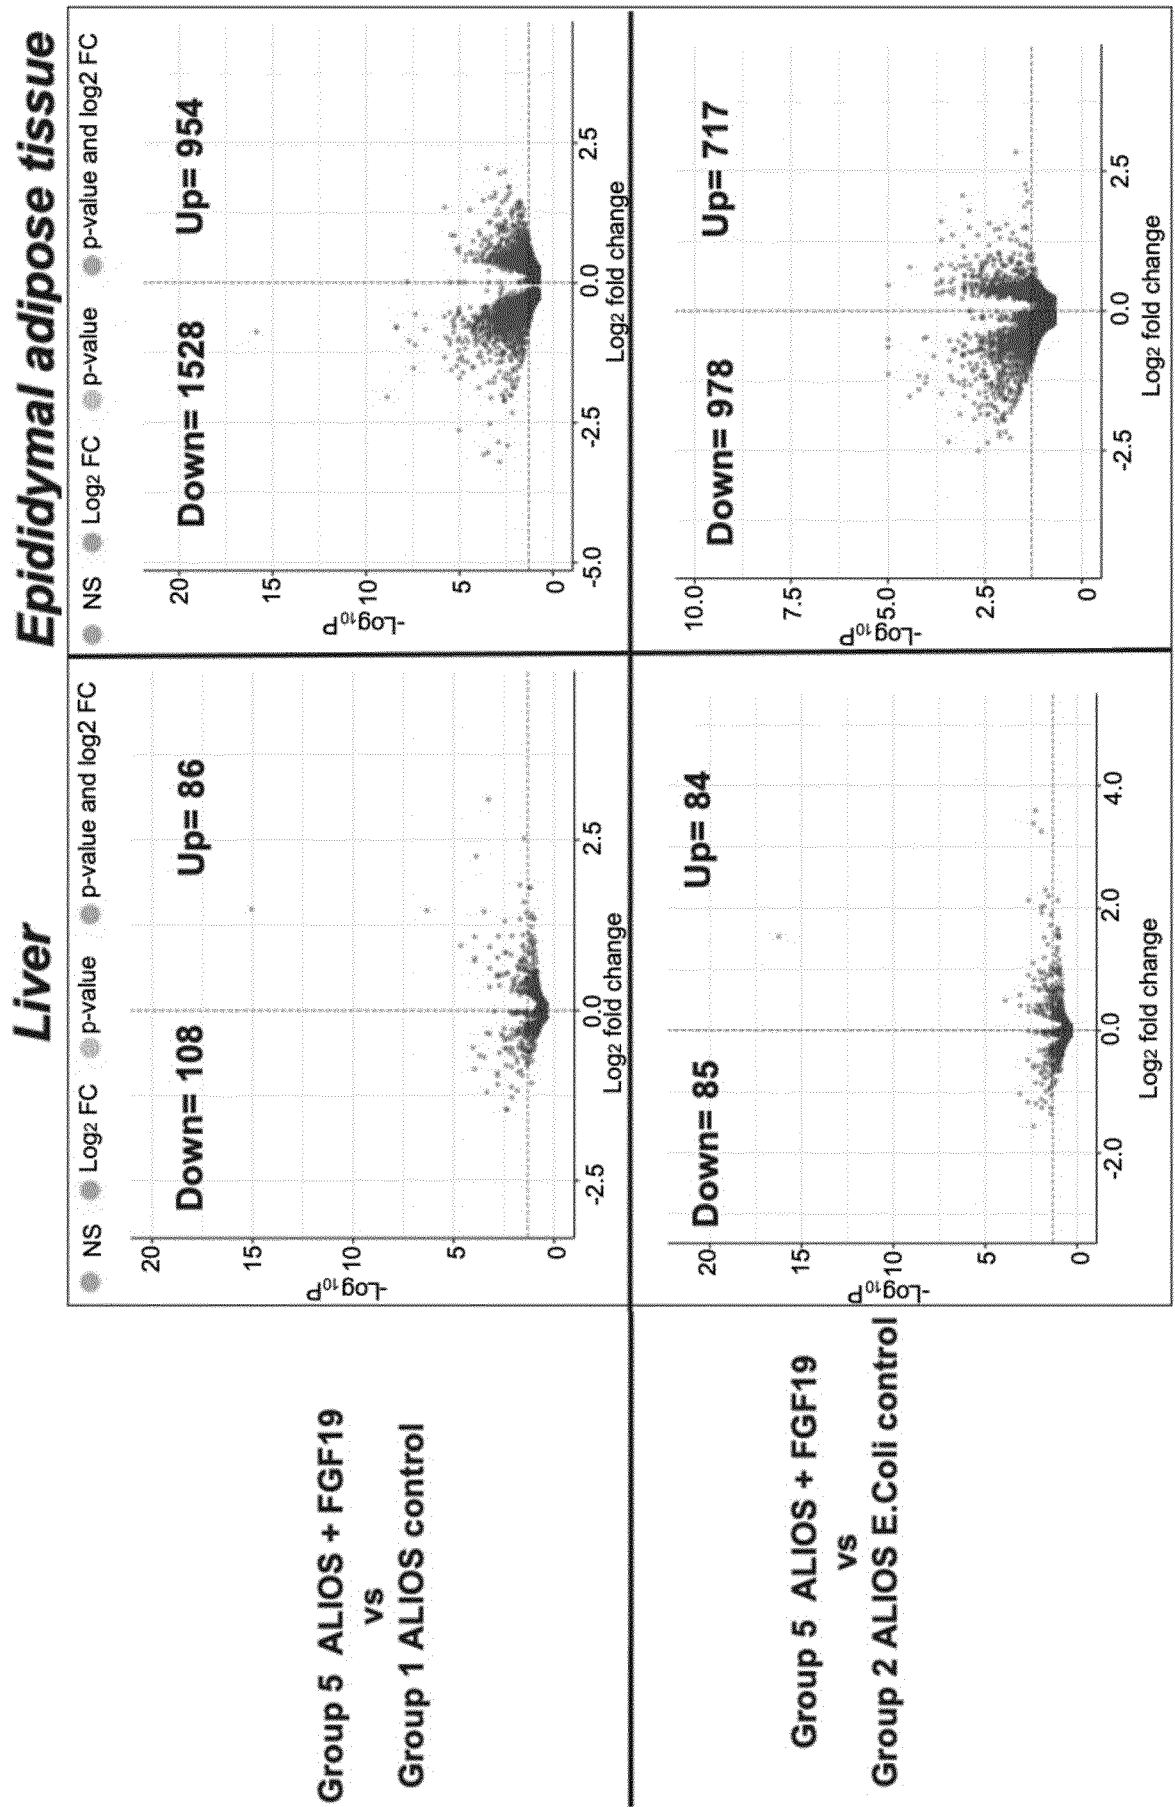 Liver
Epididymal adipose tissue
NS Log2 FC p-value p-value and log2 FC
NS Log2 FC p-value p-value and log2 FC
Group 5 ALIOS + FGF19
vs
Group 1 ALIOS control
Down= 108
Up= 86
-Log10P
20
15
10
5
0
-2.5
0.0
2.5
Log2 fold change
Down= 1528
Up= 954
-Log10P
20
15
10
5
0
-5.0
-2.5
0.0
2.5
Log2 fold change
Group 5 ALIOS + FGF19
vs
Group 2 ALIOS E.Coli control
Down= 85
Up= 84
-Log10P
20
15
10
5
0
-2.0
0.0
2.0
4.0
Log2 fold change
Down= 978
Up= 717
-Log10P
10.0
7.5
5.0
2.5
0
-2.5
0.0
2.5
Log2 fold change